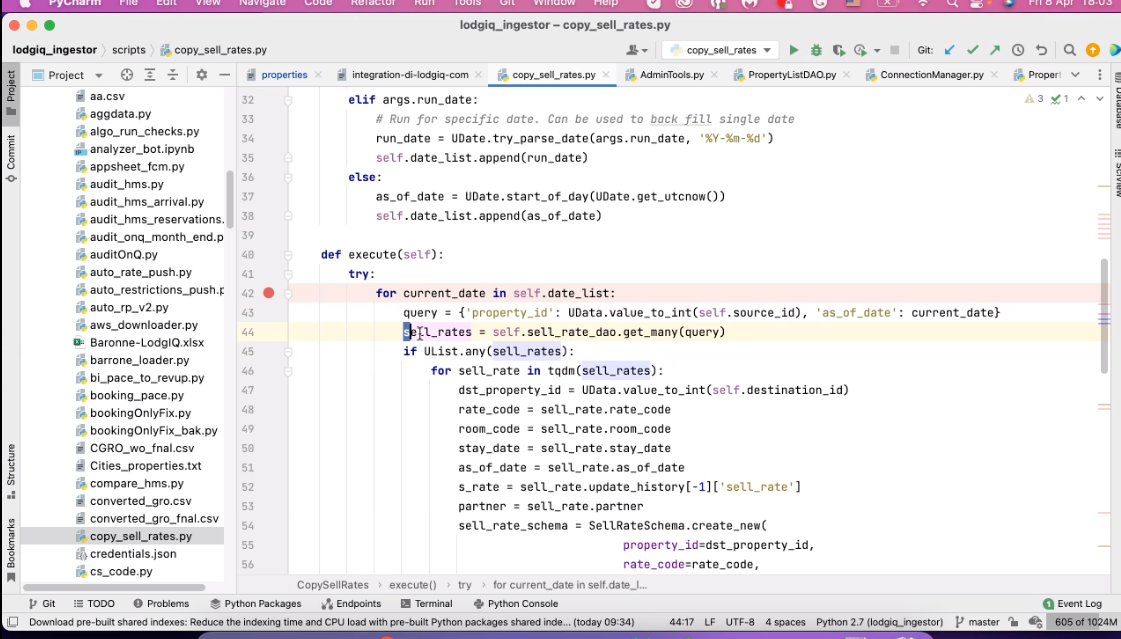 PyCharm File Edit View Navigate Code Refactor Run Tools Git Window Help Fri 8 Apr 18:03
lodgiq_ingestor – copy_sell_rates.py
lodgiq_ingestor scripts copy_sell_rates.py copy_sell_rates Git:
Project properties integration-di-lodgiq-com copy_sell_rates.py AdminTools.py PropertyListDAO.py ConnectionManager.py Proper
Project
Commit
Structure
Bookmarks
aa.csv
aggdata.py
algo_run_checks.py
analyzer_bot.ipynb
appsheet_fcm.py
audit_hms.py
audit_hms_arrival.py
audit_hms_reservations.
audit_onq_month_end.p
auditOnQ.py
auto_rate_push.py
auto_restrictions_push.p
auto_rp_v2.py
aws_downloader.py
Baronne-LodgIQ.xlsx
barrone_loader.py
bi_pace_to_revup.py
booking_pace.py
bookingOnlyFix.py
bookingOnlyFix_bak.py
CGRO_wo_fnal.csv
Cities_properties.txt
compare_hms.py
converted_gro.csv
converted_gro_fnal.csv
copy_sell_rates.py
credentials.json
cs_code.py
3 1
32 elif args.run_date:
33 # Run for specific date. Can be used to back fill single date
34 run_date = UDate.try_parse_date(args.run_date, '%Y-%m-%d')
35 self.date_list.append(run_date)
36 else:
37 as_of_date = UDate.start_of_day(UDate.get_utcnow())
38 self.date_list.append(as_of_date)
39
40 def execute(self):
41 try:
42 for current_date in self.date_list:
43 query = {'property_id': UData.value_to_int(self.source_id), 'as_of_date': current_date}
44 sell_rates = self.sell_rate_dao.get_many(query)
45 if UList.any(sell_rates):
46 for sell_rate in tqdm(sell_rates):
47 dst_property_id = UData.value_to_int(self.destination_id)
48 rate_code = sell_rate.rate_code
49 room_code = sell_rate.room_code
50 stay_date = sell_rate.stay_date
51 as_of_date = sell_rate.as_of_date
52 s_rate = sell_rate.update_history[-1]['sell_rate']
53 partner = sell_rate.partner
54 sell_rate_schema = SellRateSchema.create_new(
55 property_id=dst_property_id,
56 rate_code=rate_code,
Database
SciView
CopySellRates execute() try for current_date in self.date_l...
Git TODO Problems Python Packages Endpoints Terminal Python Console 1 Event Log
Download pre-built shared indexes: Reduce the indexing time and CPU load with pre-built Python packages shared inde... (today 09:34) 44:17 LF UTF-8 4 spaces Python 2.7 (lodgiq_ingestor) master 605 of 1024M